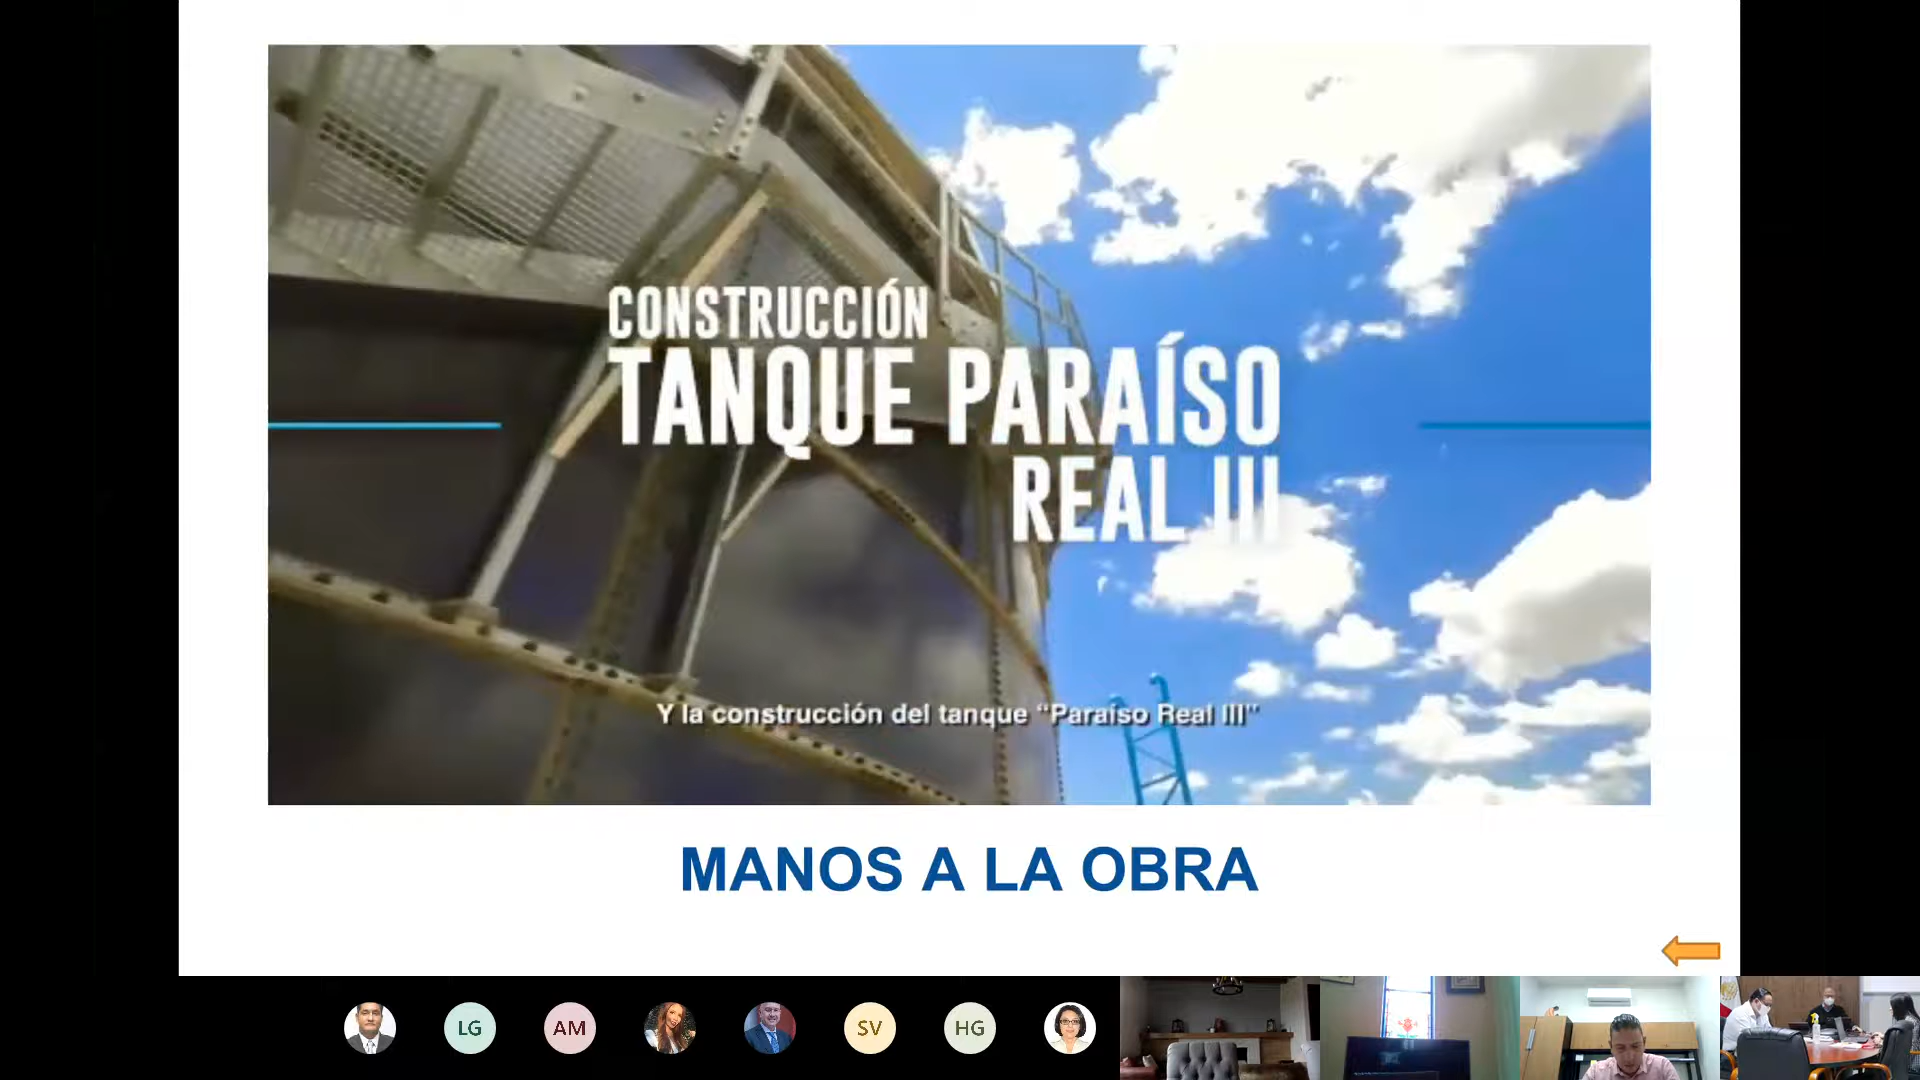 CONSTRUCCIÓN
TANQUE PARAÍSO
REAL III
Y la construcción del tanque “Paraíso Real III”
MANOS A LA OBRA
LG
AM
SV
HG